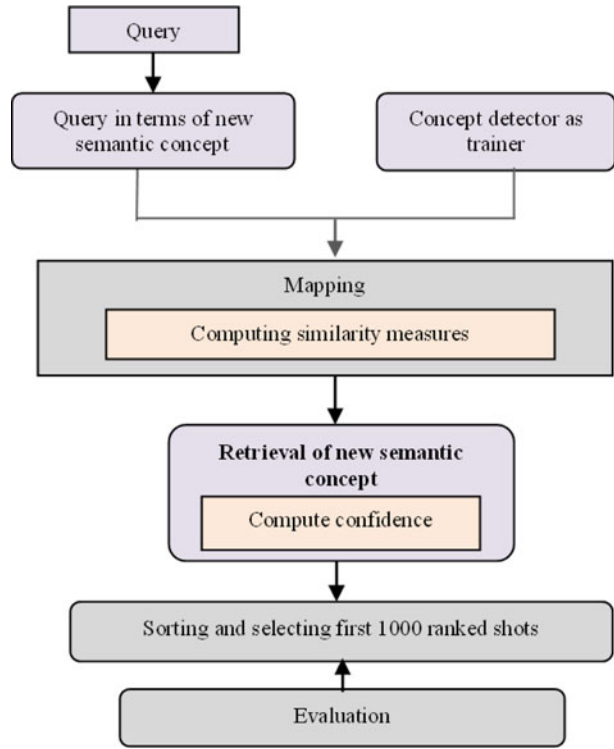 Query
Query in terms of new
semantic concept
Concept detector as
trainer
Mapping
Computing similarity measures
Retrieval of new semantic
concept
Compute confidence
Sorting and selecting first 1000 ranked shots
Evaluation